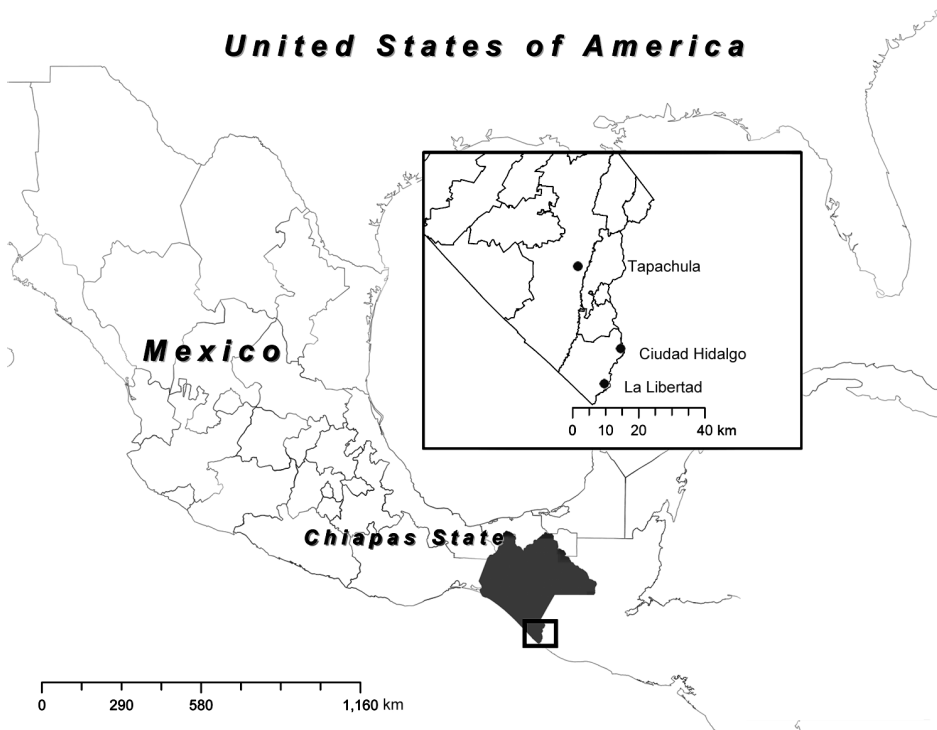 United States of America
Tapachula
Mexico
Ciudad Hidalgo
La Libertad
0 10 20 40 km
Chiapas State
0 290 580 1,160 km